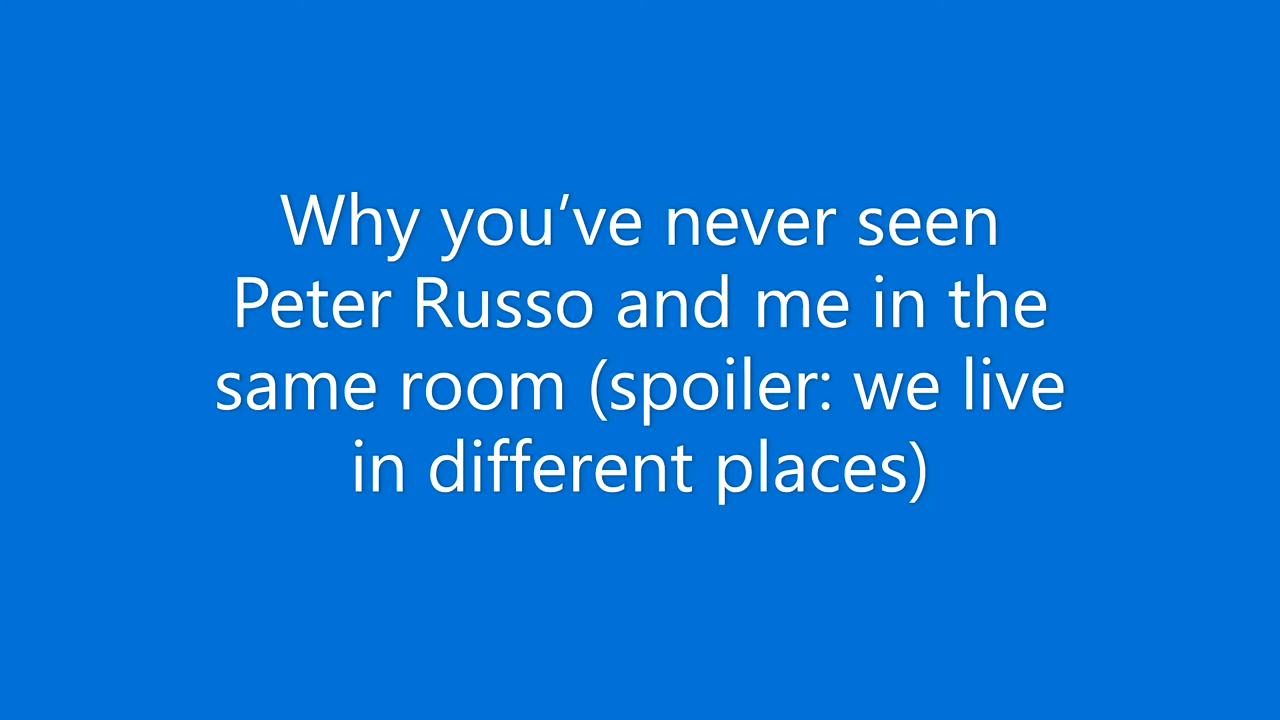 Why you’ve never seen
Peter Russo and me in the
same room (spoiler: we live
in different places)